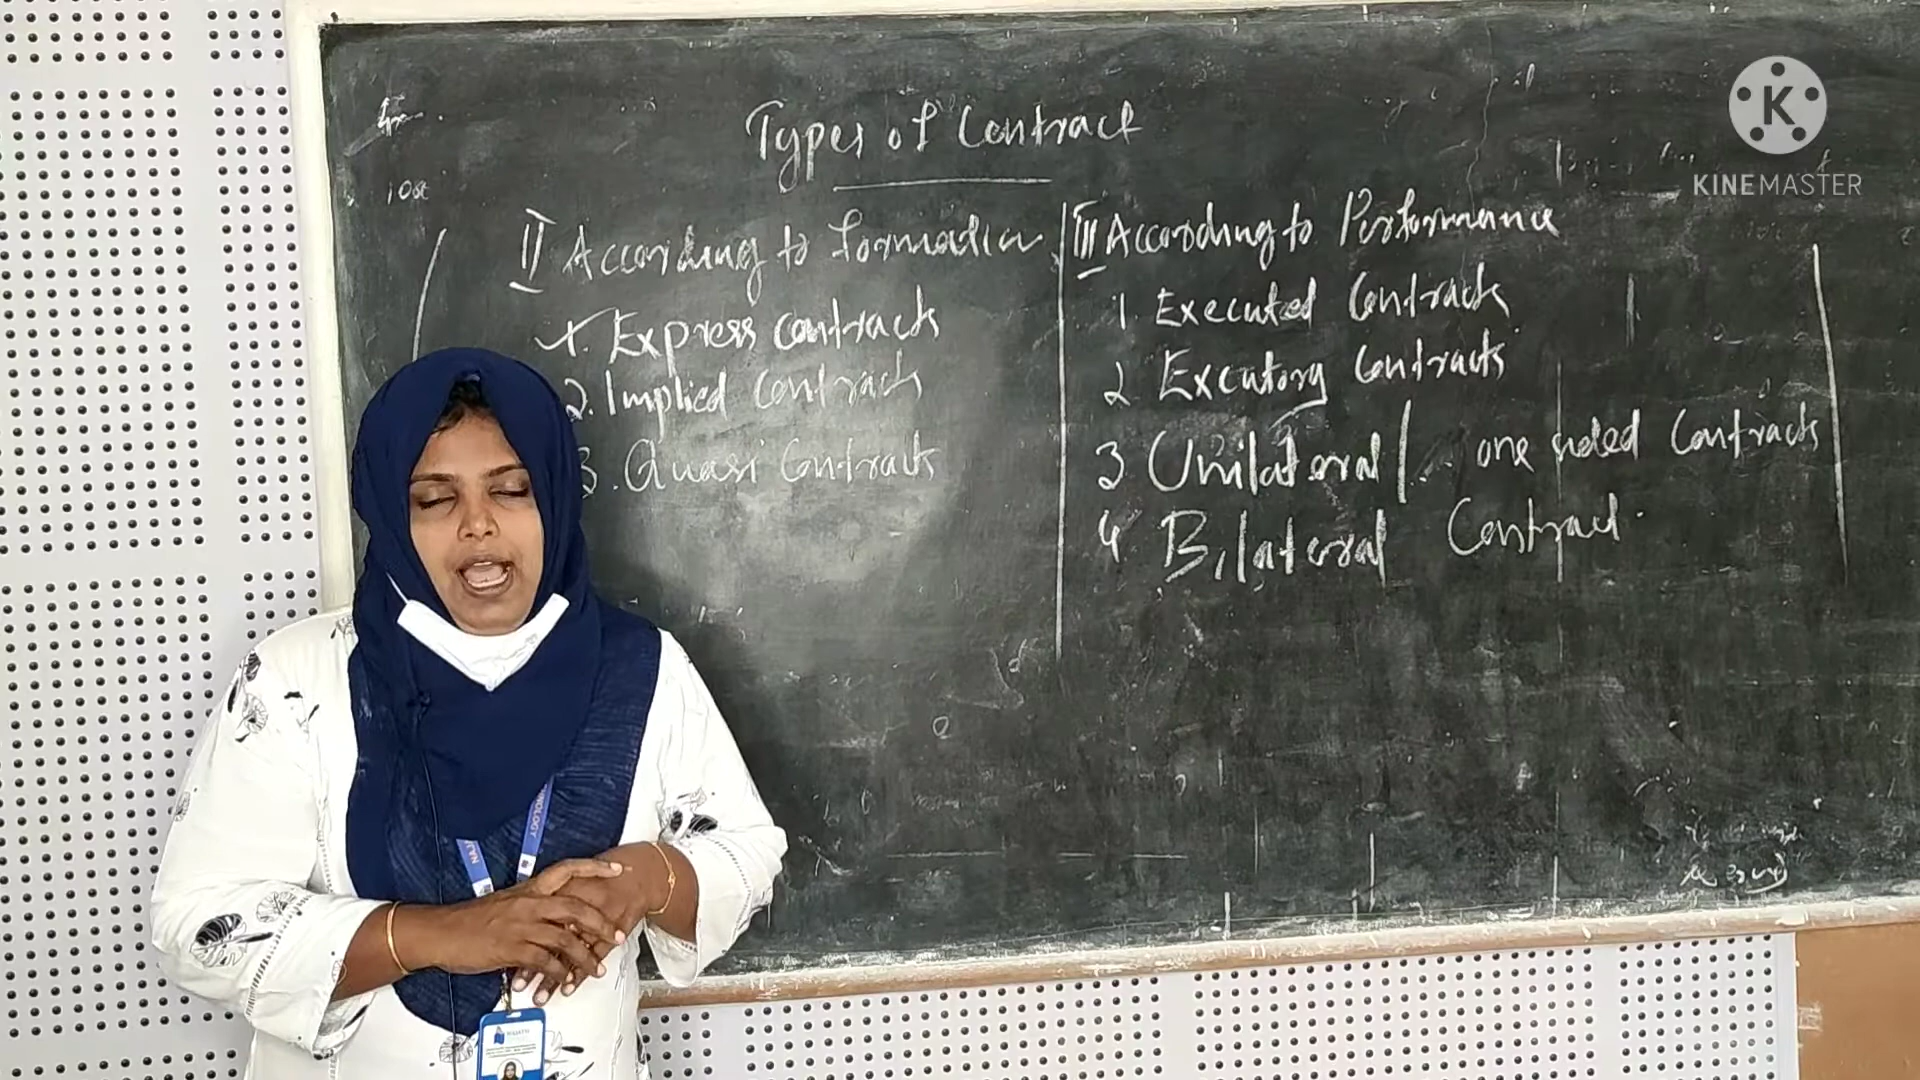 Types of Contract
II According to formation
1. Express contracts
2. Implied contracts
3. Quasi Contracts
III According to Performance
1. Executed Contracts
2 Excutory Contracts
3 Unilateral / one sided Contracts
4 Bilateral Contract.
K
KINEMASTER